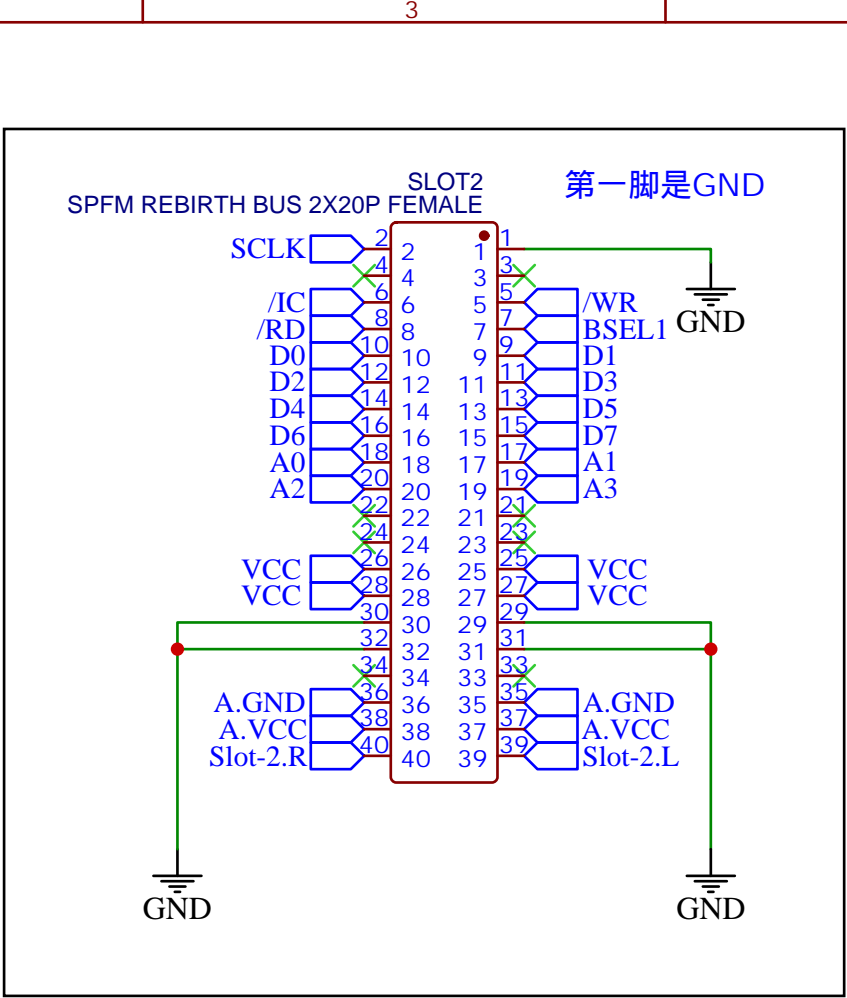 3
SLOT2
第一脚是GND
SPFM REBIRTH BUS 2X20P FEMALE
SCLK 2 2 1 1
4 4 3 3
/IC 6 6 5 5 /WR
GND
/RD 8 8 7 7 BSEL1
D0 10 10 9 9 D1
D2 12 12 11 11 D3
D4 14 14 13 13 D5
D6 16 16 15 15 D7
A0 18 18 17 17 A1
A2 20 20 19 19 A3
22 22 21 21
24 24 23 23
VCC 26 26 25 25 VCC
VCC 28 28 27 27 VCC
30 30 29 29
32 32 31 31
34 34 33 33
A.GND 36 36 35 35 A.GND
A.VCC 38 38 37 37 A.VCC
Slot-2.R 40 40 39 39 Slot-2.L
GND GND